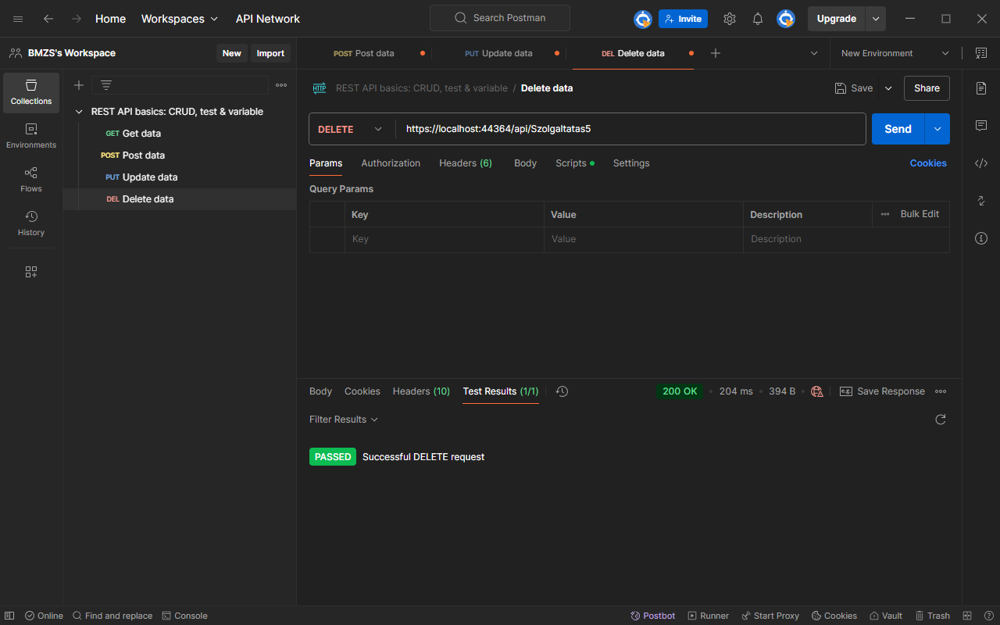 Home Workspaces API Network Search Postman Invite Upgrade
BMZS's Workspace New Import POST Post data PUT Update data DEL Delete data New Environment
Collections
REST API basics: CRUD, test & variable
GET Get data
POST Post data
PUT Update data
DEL Delete data
Environments
Flows
History
HTTP REST API basics: CRUD, test & variable / Delete data Save Share
DELETE https://localhost:44364/api/Szolgaltatas5 Send
Params Authorization Headers (6) Body Scripts Settings Cookies
Query Params
Key Value Description Bulk Edit
Key Value Description
Body Cookies Headers (10) Test Results (1/1) 200 OK 204 ms 394 B e.g. Save Response
Filter Results
PASSED Successful DELETE request
Online Find and replace Console Postbot Runner Start Proxy Cookies Vault Trash